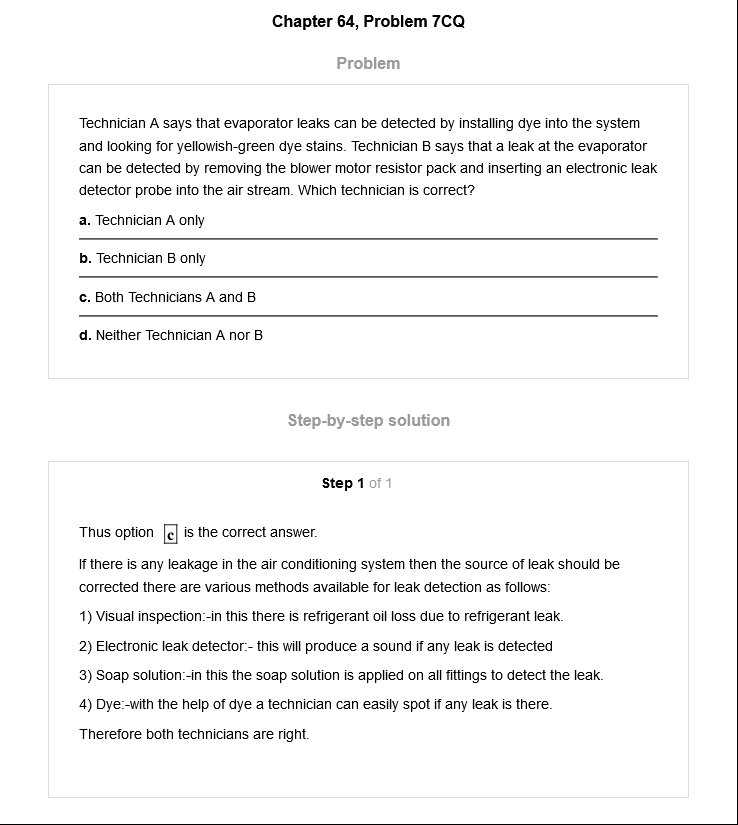 Chapter 64, Problem 7CQ
Problem
Technician A says that evaporator leaks can be detected by installing dye into the system
and looking for yellowish-green dye stains. Technician B says that a leak at the evaporator
can be detected by removing the blower motor resistor pack and inserting an electronic leak
detector probe into the air stream. Which technician is correct?
a. Technician A only
b. Technician B only
c. Both Technicians A and B
d. Neither Technician A nor B
Step-by-step solution
Step 1 of 1
Thus option c is the correct answer.
If there is any leakage in the air conditioning system then the source of leak should be
corrected there are various methods available for leak detection as follows:
1) Visual inspection:-in this there is refrigerant oil loss due to refrigerant leak.
2) Electronic leak detector:- this will produce a sound if any leak is detected
3) Soap solution:-in this the soap solution is applied on all fittings to detect the leak.
4) Dye:-with the help of dye a technician can easily spot if any leak is there.
Therefore both technicians are right.